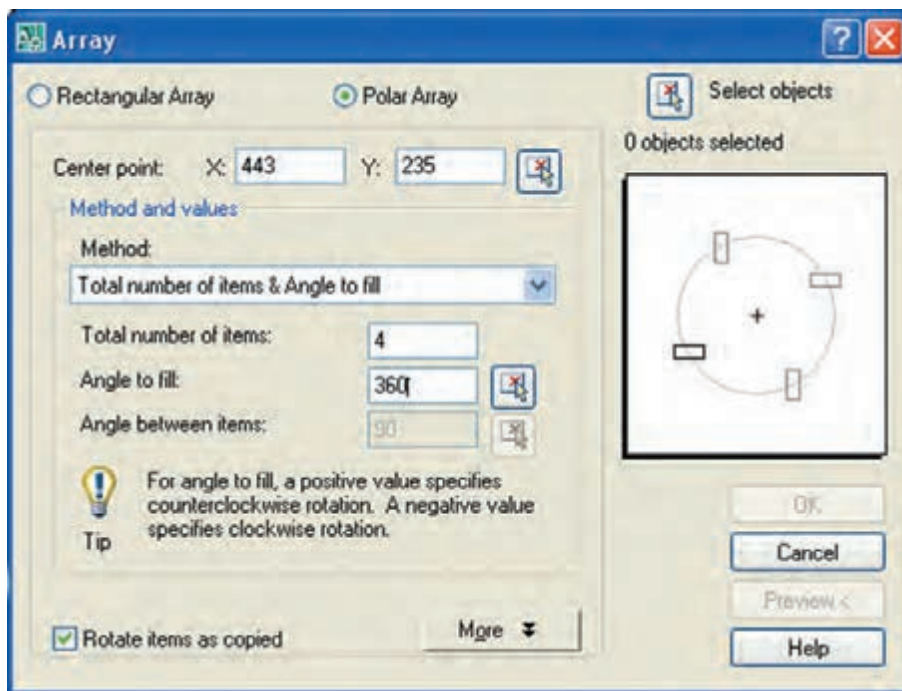 Array
Rectangular Array
Polar Array
Select objects
0 objects selected
Center point: X: 443 Y: 235
Method and values
Method:
Total number of items & Angle to fill
Total number of items: 4
Angle to fill: 360
Angle between items: 90
For angle to fill, a positive value specifies
counterclockwise rotation. A negative value
specifies clockwise rotation.
Tip
Rotate items as copied
More
OK
Cancel
Preview <
Help